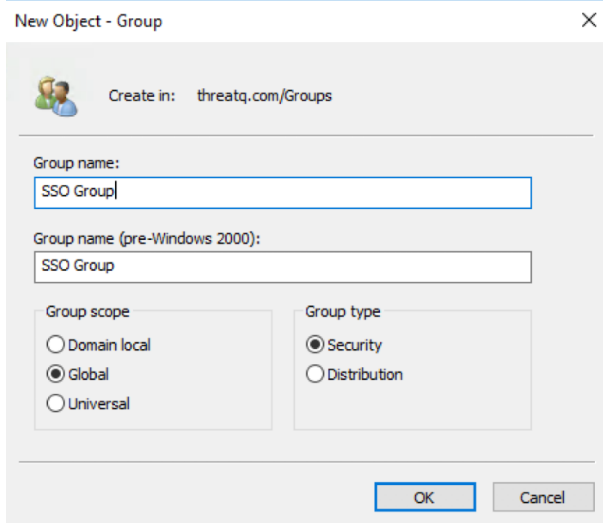 New Object - Group
Create in: threatq.com/Groups
Group name:
SSO Group
Group name (pre-Windows 2000):
SSO Group
Group scope
Domain local
Global
Universal
Group type
Security
Distribution
OK
Cancel